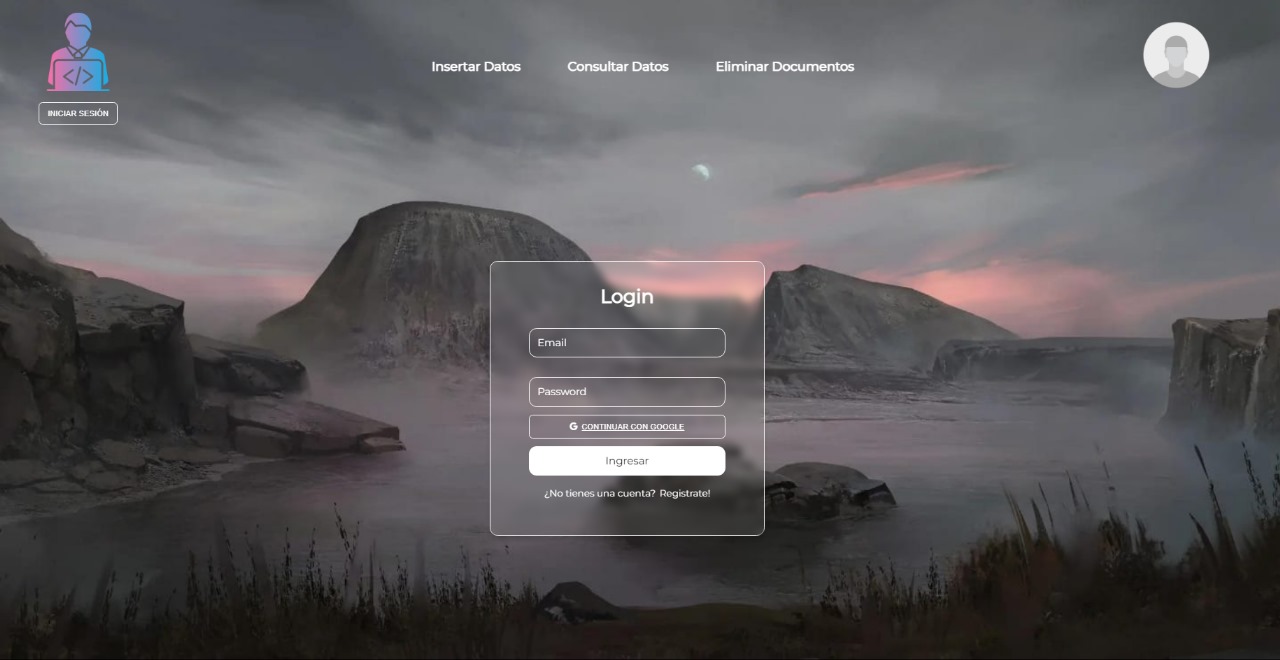 Insertar Datos
Consultar Datos
Eliminar Documentos
</>
INICIAR SESIÓN
Login
Email
Password
G CONTINUAR CON GOOGLE
Ingresar
¿No tienes una cuenta? Registrate!